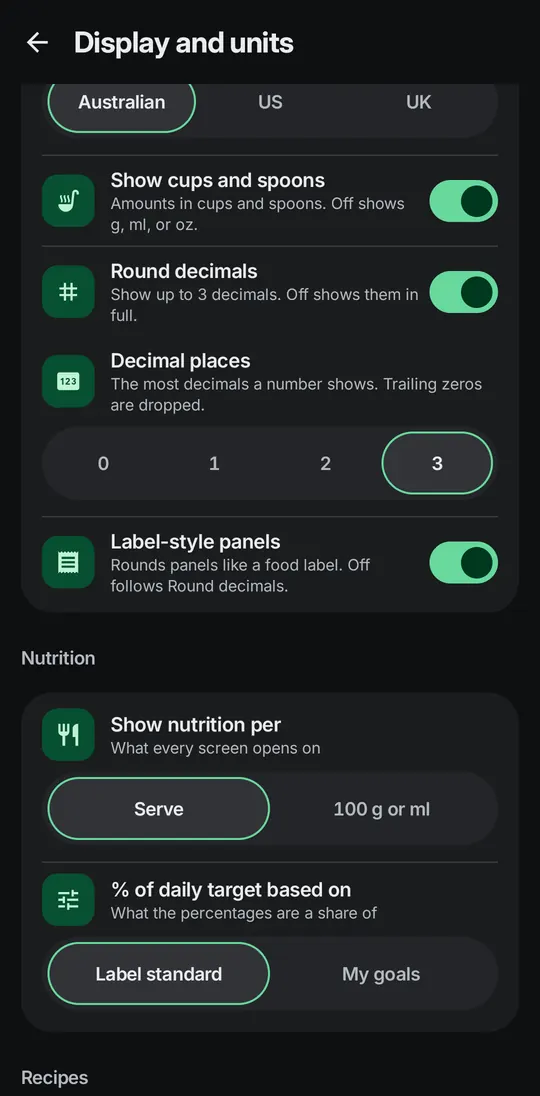 Display and units
Australian
US
UK
Show cups and spoons
Amounts in cups and spoons. Off shows
g, ml, or oz.
Round decimals
Show up to 3 decimals. Off shows them in
full.
Decimal places
123
The most decimals a number shows. Trailing zeros
are dropped.
0
1
2
3
Label-style panels
Rounds panels like a food label. Off
follows Round decimals.
Nutrition
Show nutrition per
What every screen opens on
Serve
100 g or ml
% of daily target based on
What the percentages are a share of
Label standard
My goals
Recipes